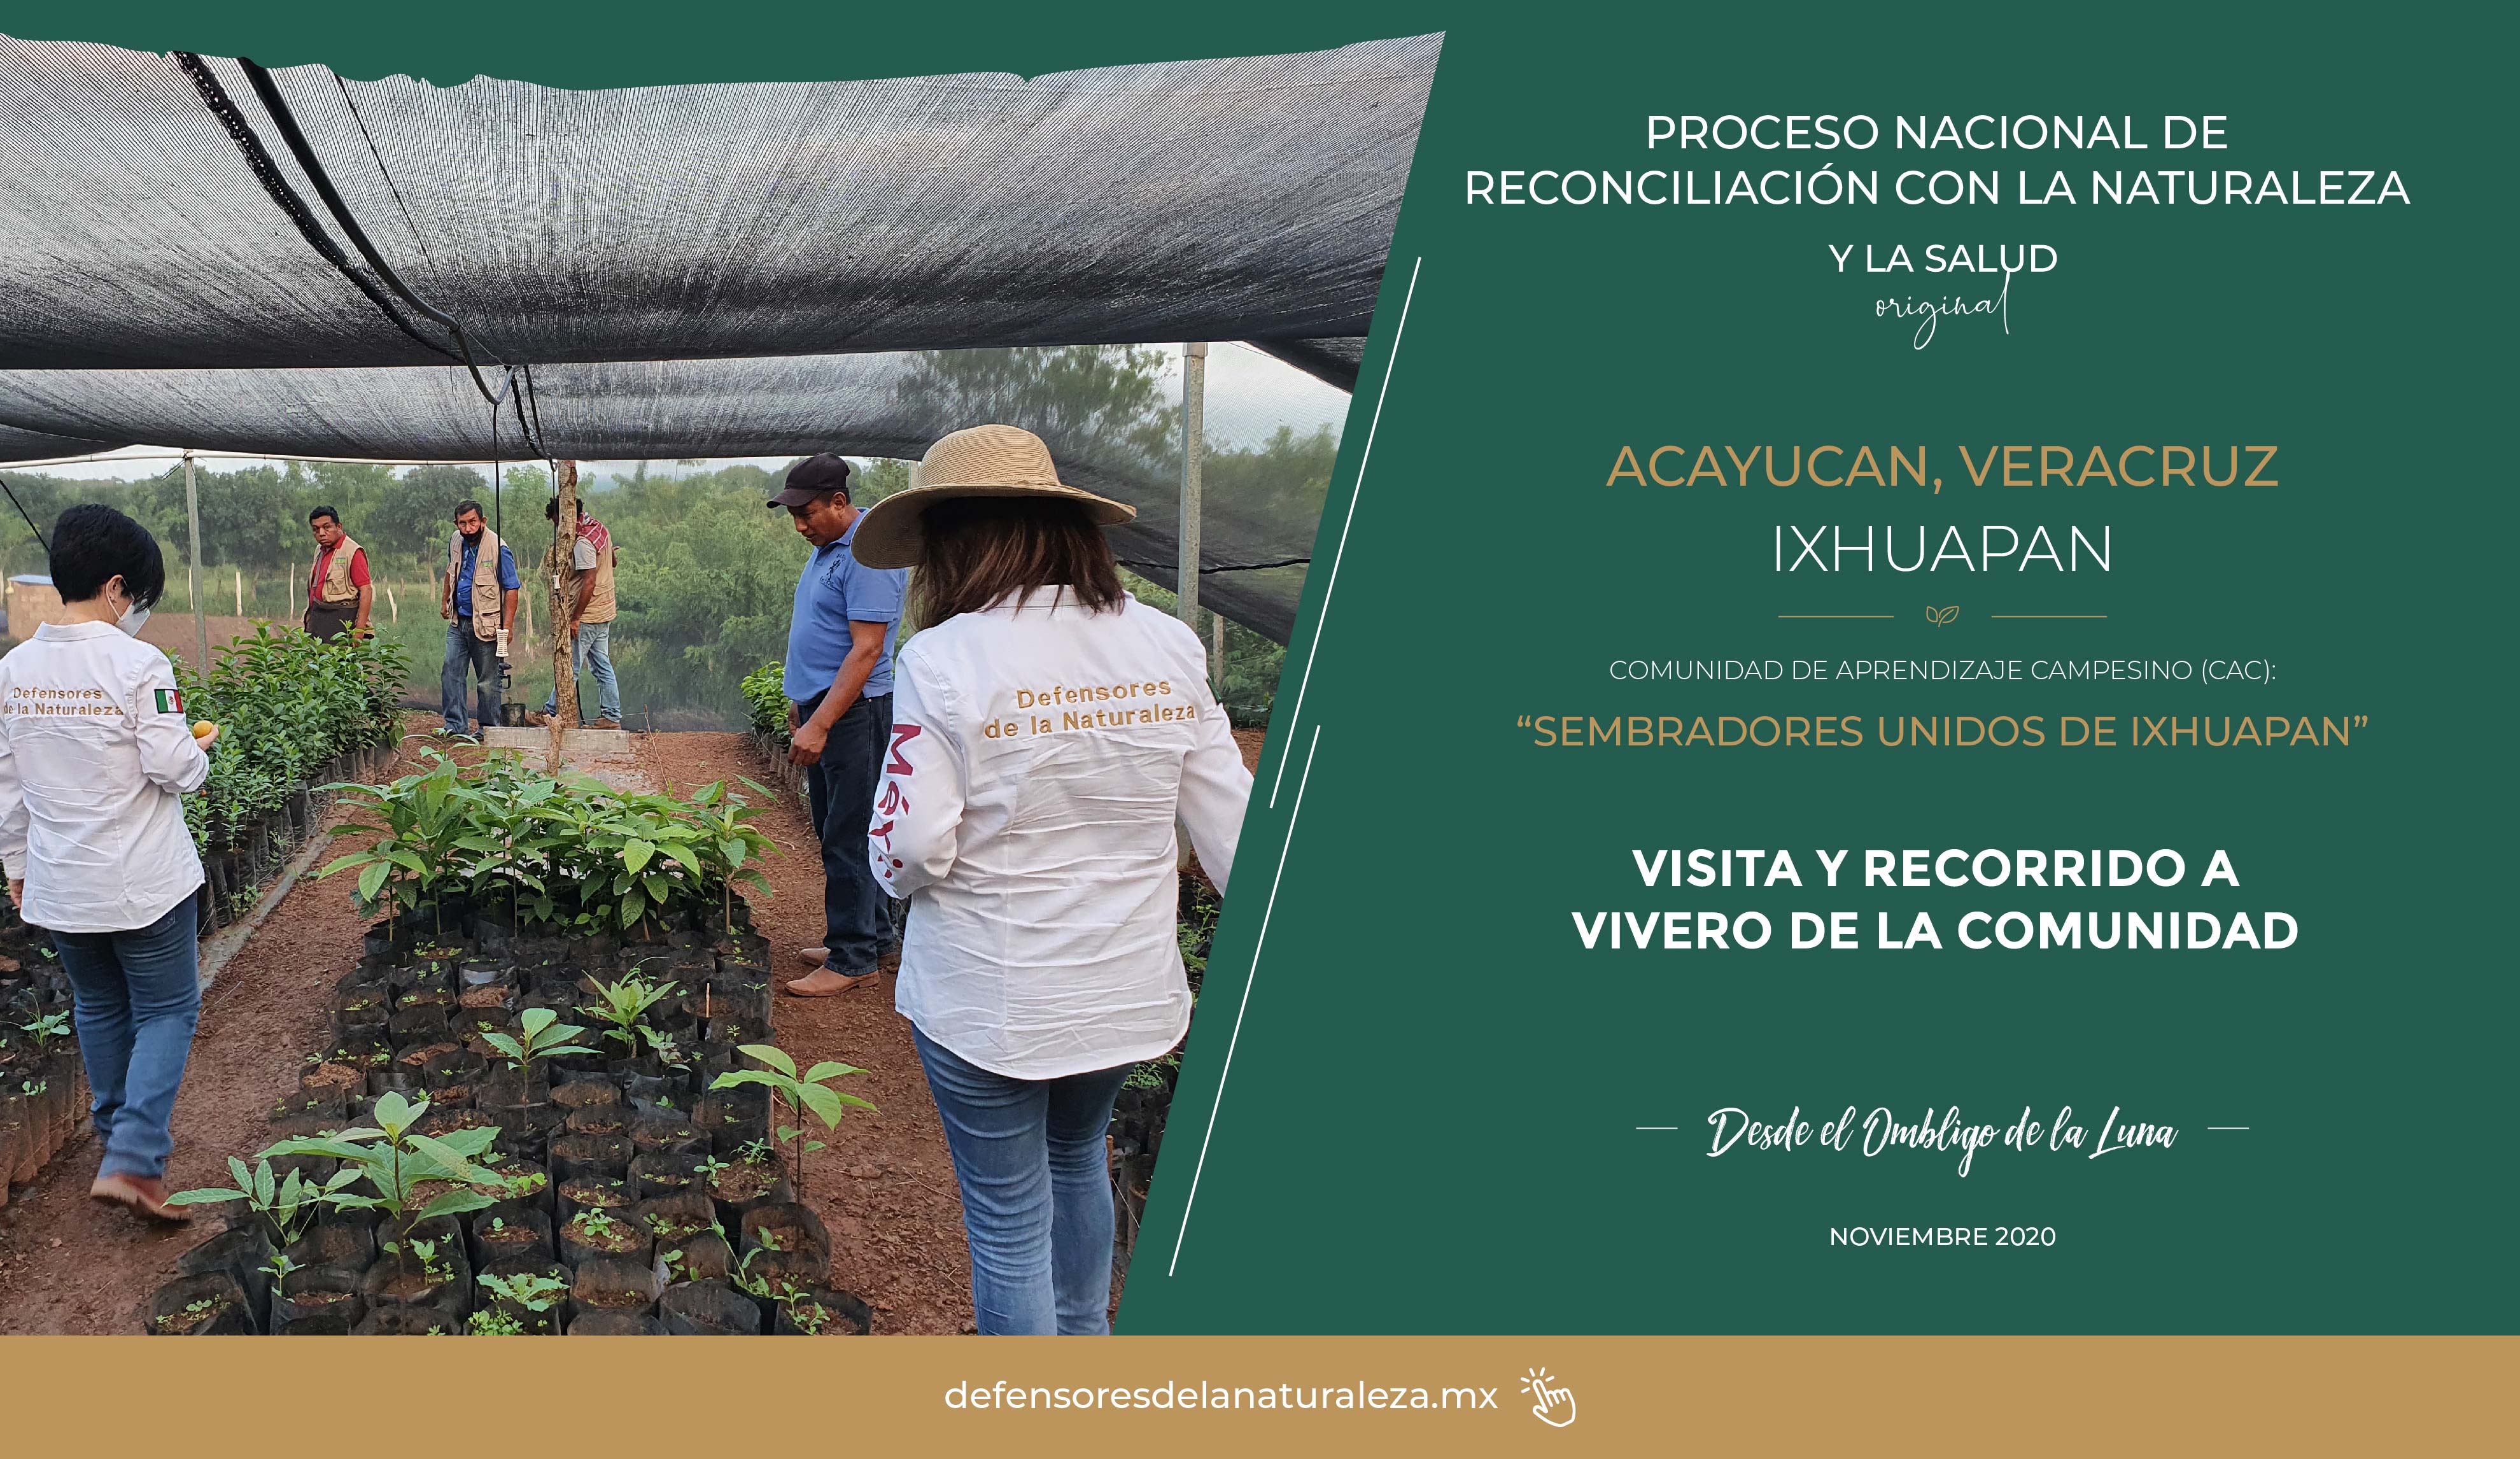 PROCESO NACIONAL DE
RECONCILIACIÓN CON LA NATURALEZA
Y LA SALUD
original
ACAYUCAN, VERACRUZ
IXHUAPAN
COMUNIDAD DE APRENDIZAJE CAMPESINO (CAC):
“SEMBRADORES UNIDOS DE IXHUAPAN”
VISITA Y RECORRIDO A
VIVERO DE LA COMUNIDAD
Desde el Ombligo de la Luna
NOVIEMBRE 2020
Defensores
de la Naturaleza
Defensores
de la Naturaleza
defensoresdelanaturaleza.mx